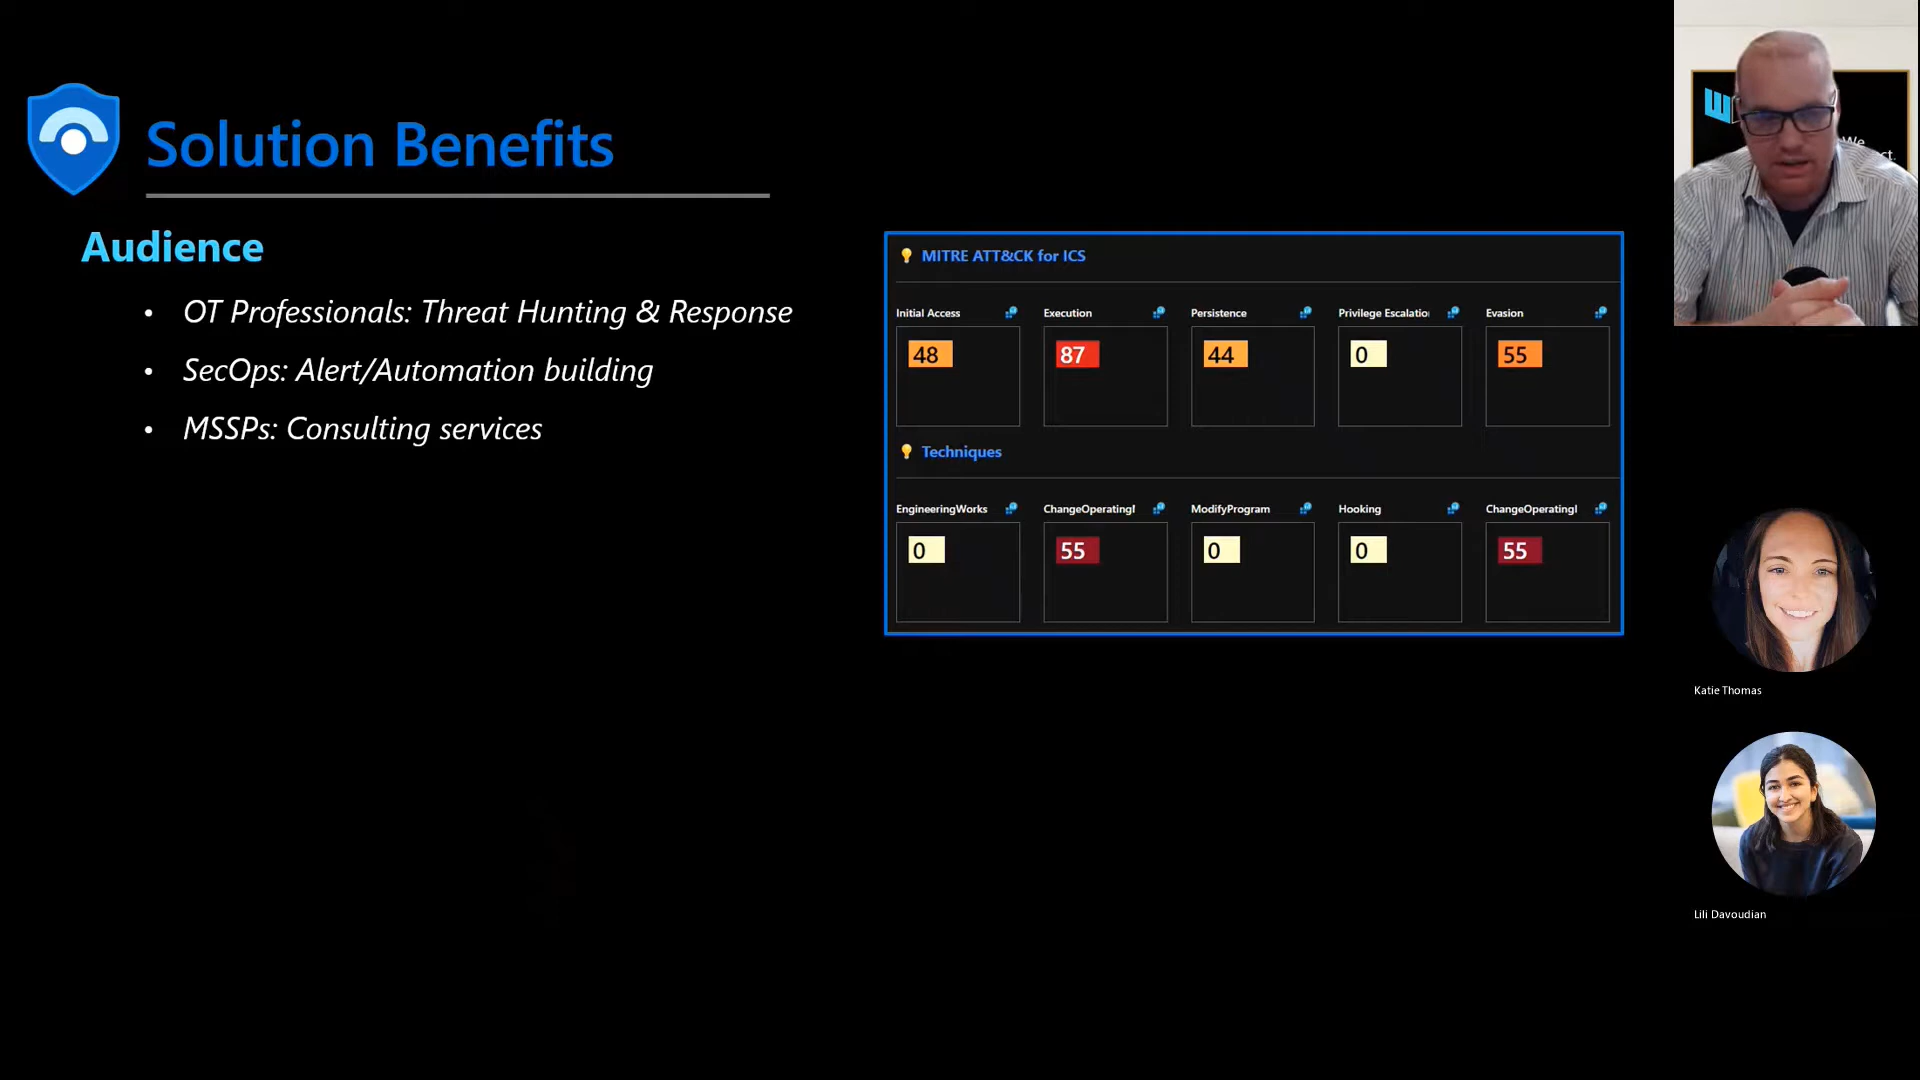 Solution Benefits
Audience
• OT Professionals: Threat Hunting & Response
• SecOps: Alert/Automation building
• MSSPs: Consulting services
MITRE ATT&CK for ICS
Initial Access Execution Persistence Privilege Escalatio Evasion
48 87 44 0 55
Techniques
EngineeringWorks ChangeOperatingI ModifyProgram Hooking ChangeOperatingI
0 55 0 0 55
W
We
ct.
Katie Thomas
Lili Davoudian